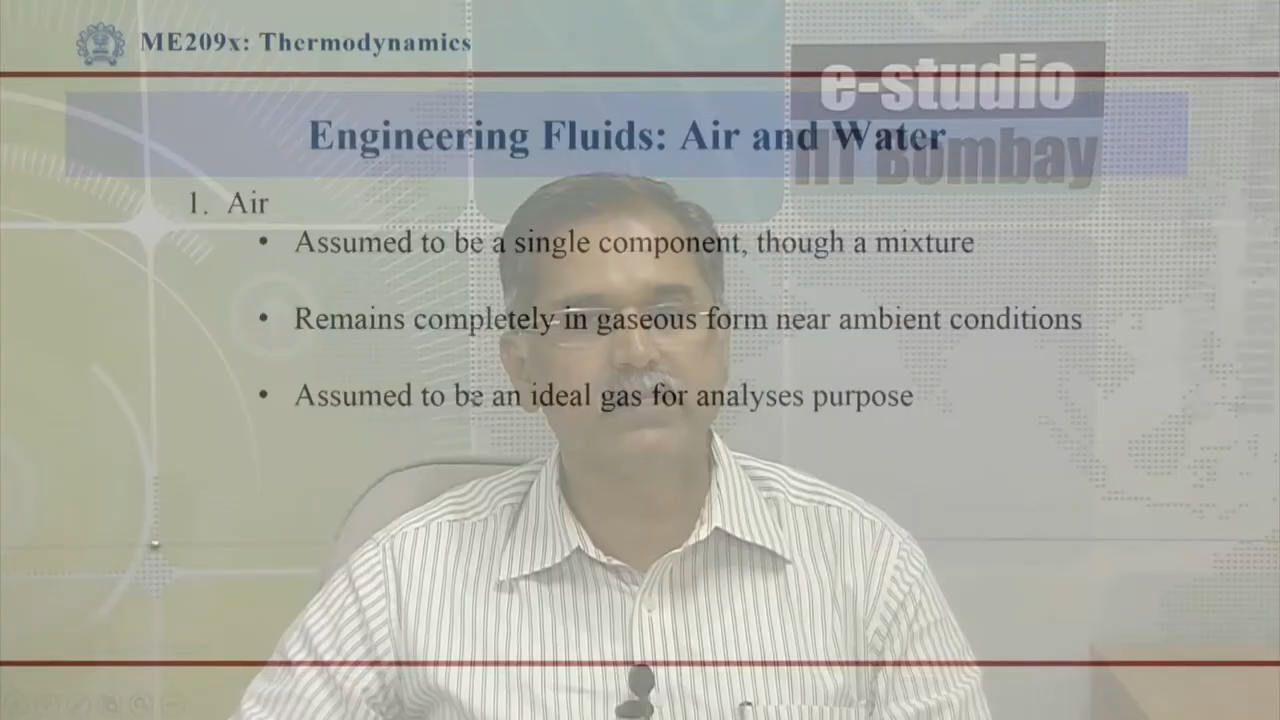 ME209x: Thermodynamics
e-studio
IIT Bombay
Engineering Fluids: Air and Water
1. Air
• Assumed to be a single component, though a mixture
• Remains completely in gaseous form near ambient conditions
• Assumed to be an ideal gas for analyses purpose